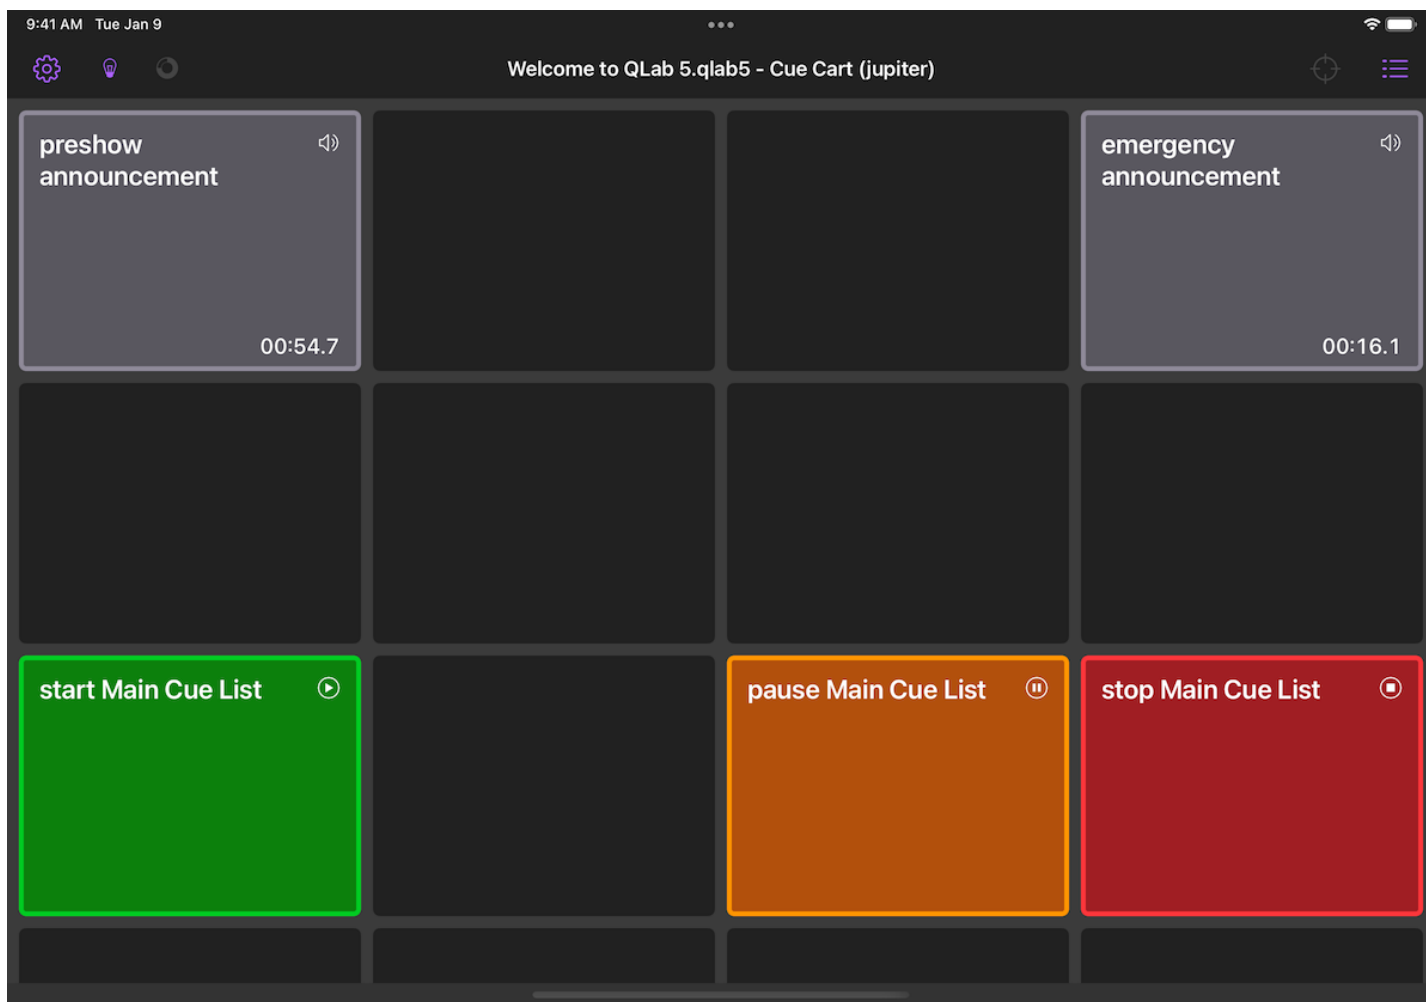 9:41 AM Tue Jan 9
Welcome to QLab 5.qlab5 - Cue Cart (jupiter)
preshow
announcement
00:54.7
emergency
announcement
00:16.1
start Main Cue List
pause Main Cue List
stop Main Cue List